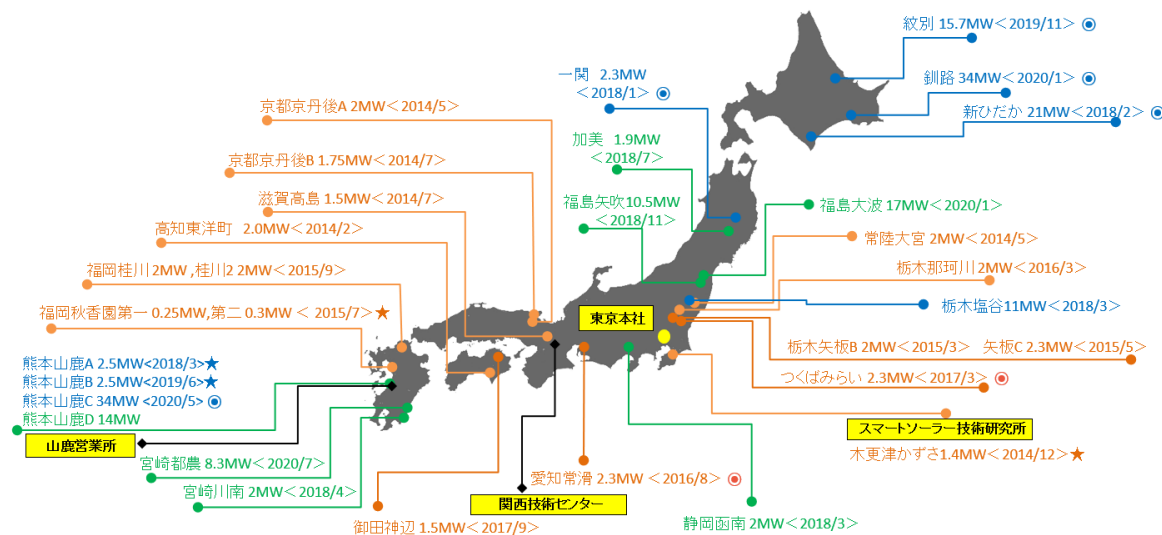 紋別 15.7MW＜2019/11＞ ◉
釧路 34MW＜2020/1＞ ◉
新ひだか 21MW＜2018/2＞ ◉
一関 2.3MW
＜2018/1＞ ◉
京都京丹後A 2MW＜2014/5＞
加美 1.9MW
＜2018/7＞
京都京丹後B 1.75MW＜2014/7＞
滋賀高島 1.5MW＜2014/7＞
福島矢吹10.5MW
＜2018/11＞
福島大波 17MW＜2020/1＞
高知東洋町 2.0MW＜2014/2＞
常陸大宮 2MW＜2014/5＞
福岡桂川 2MW ,桂川2 2MW＜2015/9＞
栃木那珂川 2MW＜2016/3＞
栃木塩谷11MW＜2018/3＞
福岡秋香園第一 0.25MW,第二 0.3MW ＜ 2015/7＞★
東京本社
栃木矢板B 2MW＜2015/3＞ 矢板C 2.3MW＜2015/5＞
熊本山鹿A 2.5MW<2018/3>★
熊本山鹿B 2.5MW<2019/6>★
熊本山鹿C 34MW <2020/5>◉
熊本山鹿D 14MW
つくばみらい 2.3MW＜2017/3＞ ◉
山鹿営業所
スマートソーラー技術研究所
木更津かずさ1.4MW＜2014/12＞★
宮崎都農 8.3MW＜2020/7＞
宮崎川南 2MW＜2018/4＞
愛知常滑 2.3MW＜2016/8＞ ◉
関西技術センター
御田神辺 1.5MW＜2017/9＞
静岡函南 2MW＜2018/3＞